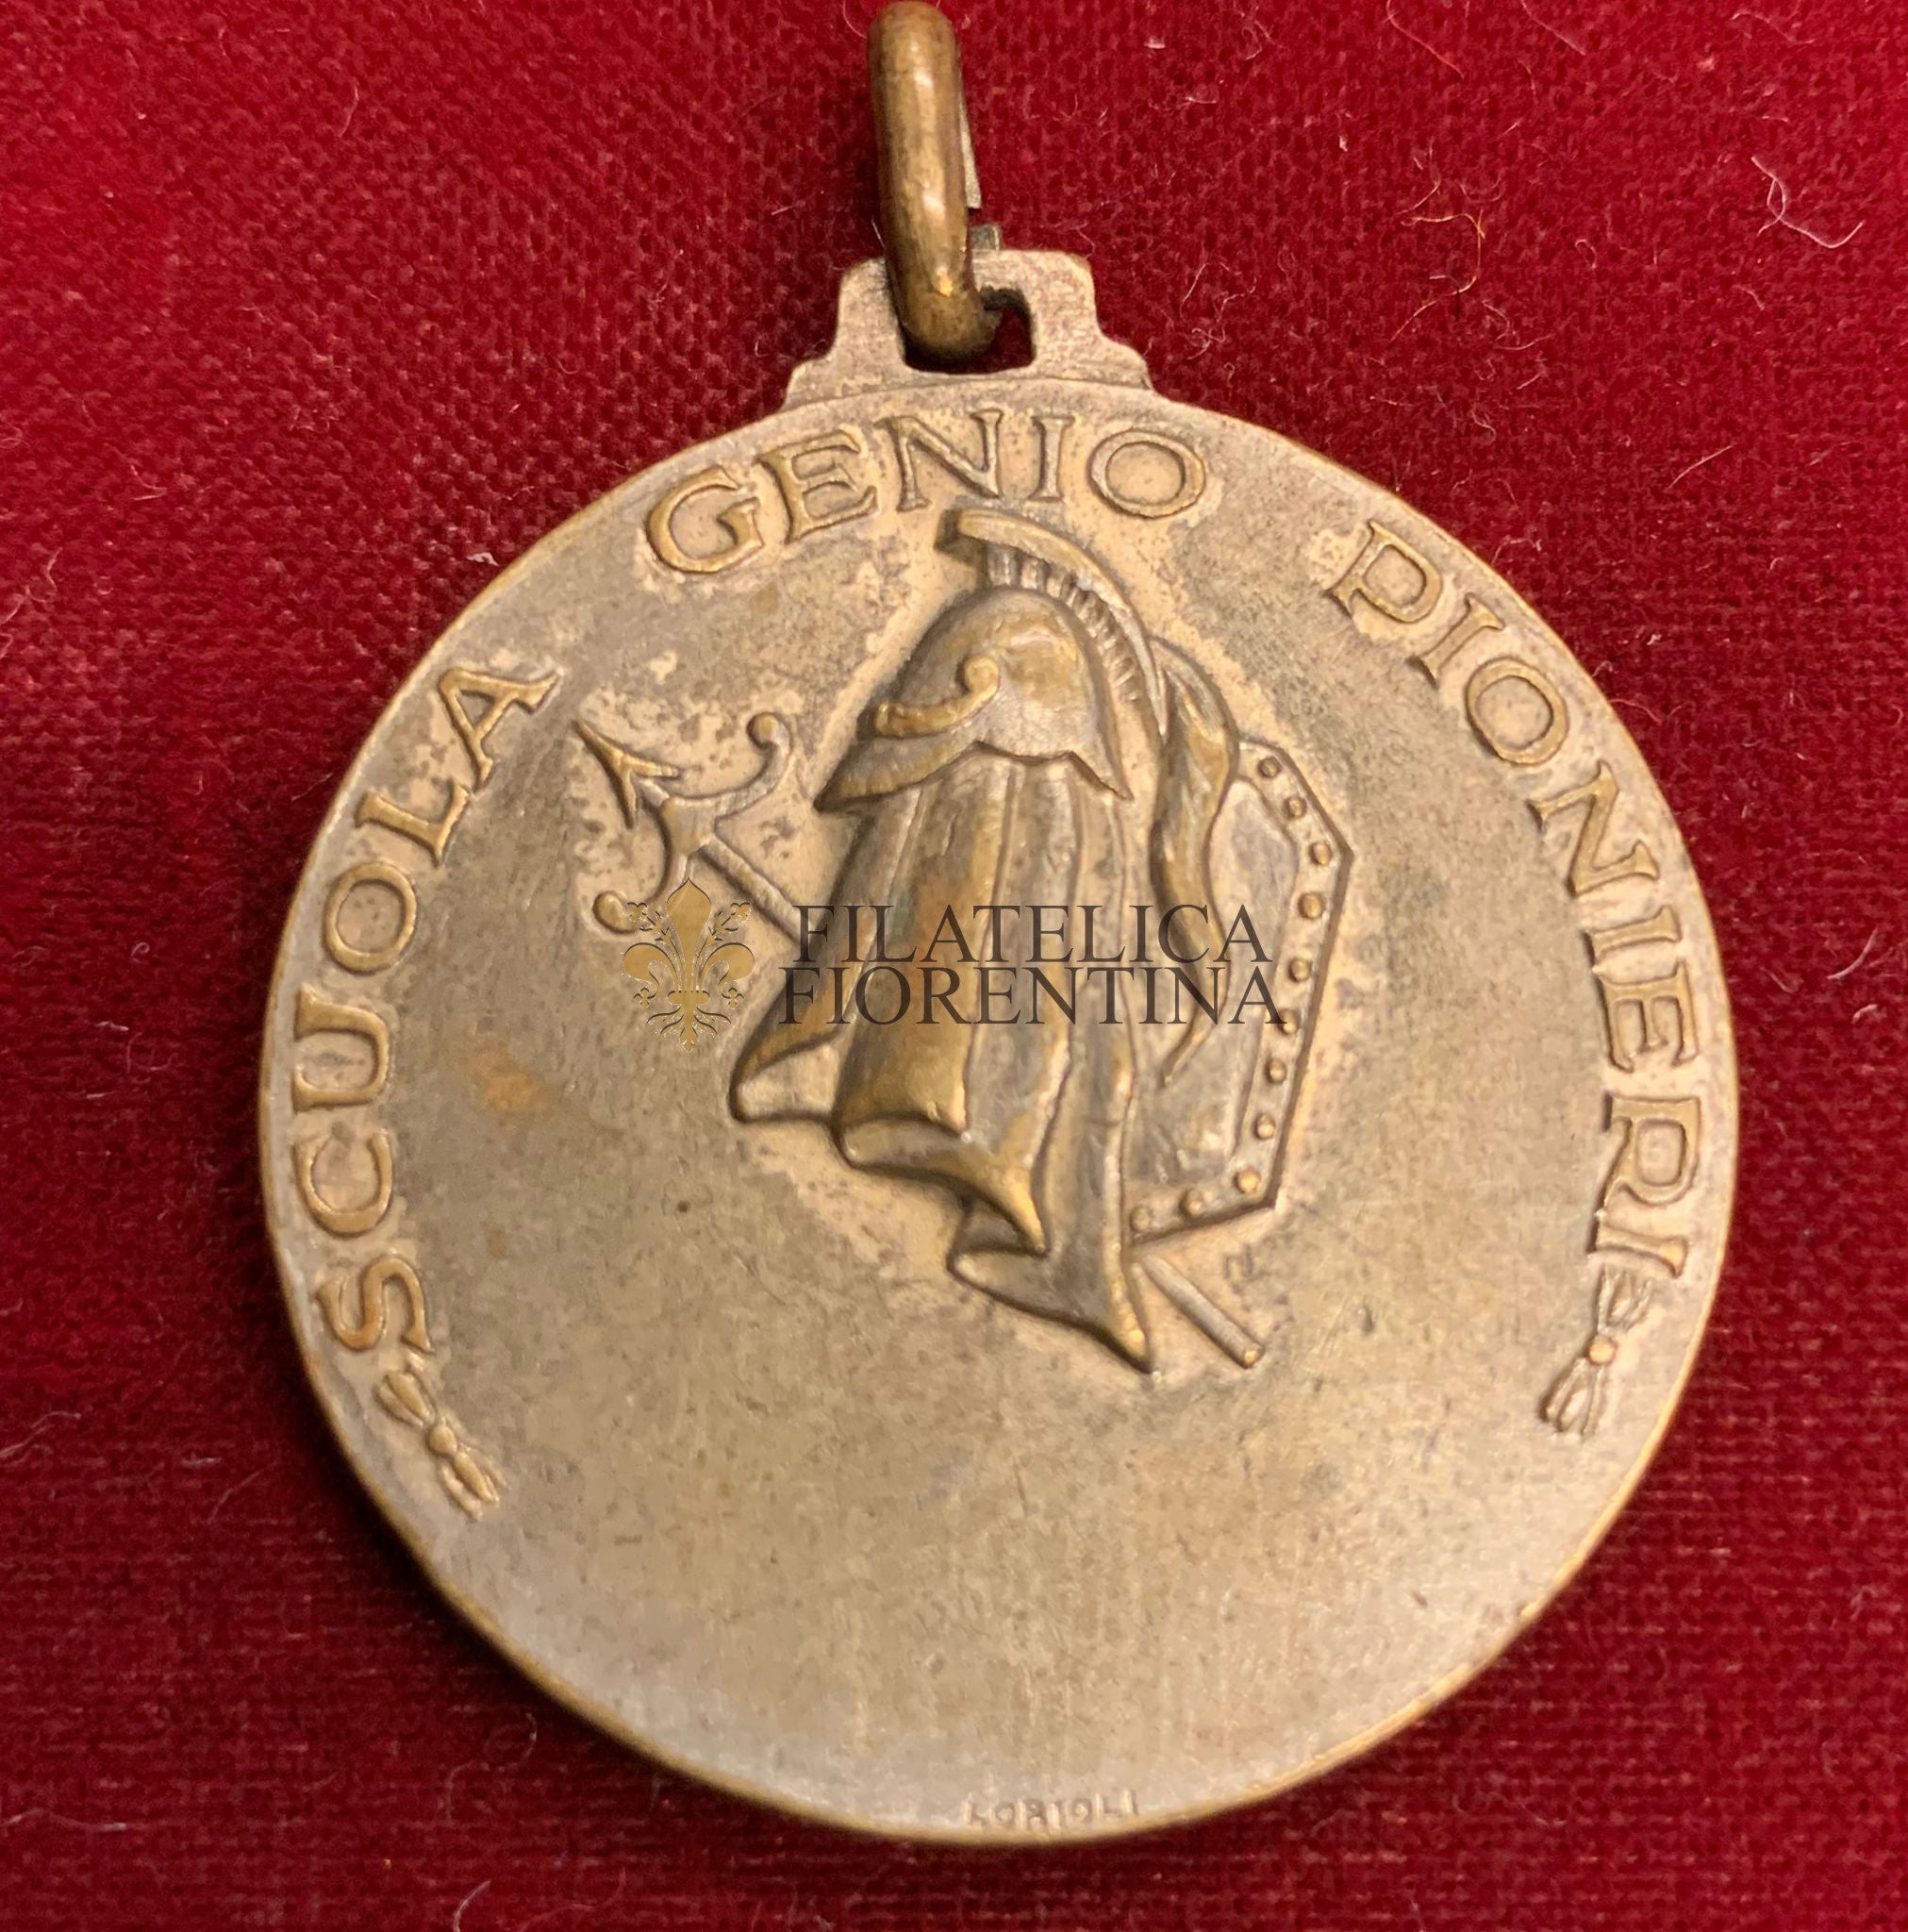 SCUOLA GENIO PIONIERI
FILATELICA
FIORENTINA
LORIOLI